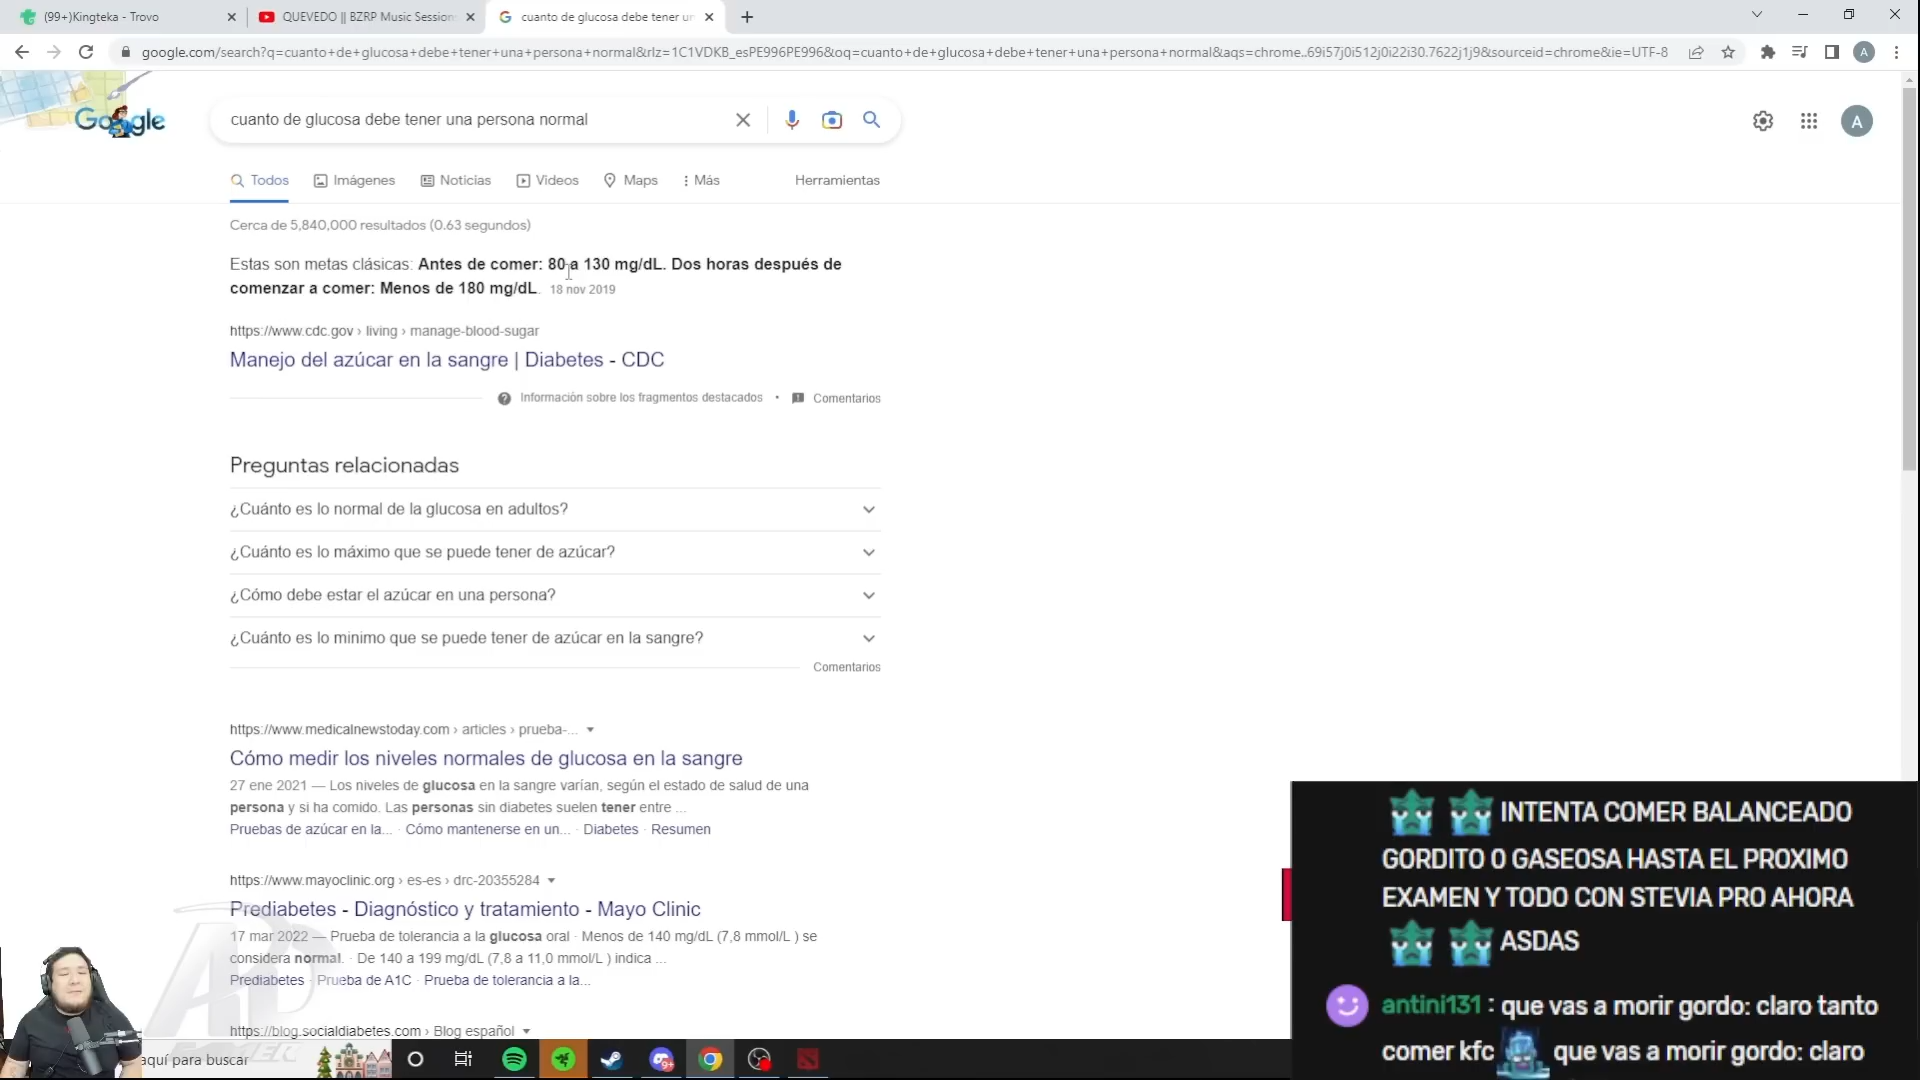 (99+)Kingteka - Trovo
QUEVEDO || BZRP Music Session
cuanto de glucosa debe tener un
google.com/search?q=cuanto+de+glucosa+debe+tener+una+persona+normal&rlz=1C1VDKB_esPE996PE996&oq=cuanto+de+glucosa+debe+tener+una+persona+normal&aqs=chrome..69i57j0i512j0i22i30.7622j1j9&sourceid=chrome&ie=UTF-8
A
Google
cuanto de glucosa debe tener una persona normal
A
Todos Imágenes Noticias Videos Maps Más Herramientas
Cerca de 5,840,000 resultados (0.63 segundos)
Estas son metas clásicas: Antes de comer: 80 a 130 mg/dL. Dos horas después de
comenzar a comer: Menos de 180 mg/dL. 18 nov 2019
https://www.cdc.gov › living › manage-blood-sugar
Manejo del azúcar en la sangre | Diabetes - CDC
Información sobre los fragmentos destacados • Comentarios
Preguntas relacionadas
¿Cuánto es lo normal de la glucosa en adultos?
¿Cuánto es lo máximo que se puede tener de azúcar?
¿Cómo debe estar el azúcar en una persona?
¿Cuánto es lo minimo que se puede tener de azúcar en la sangre?
Comentarios
https://www.medicalnewstoday.com › articles › prueba-...
Cómo medir los niveles normales de glucosa en la sangre
27 ene 2021 — Los niveles de glucosa en la sangre varían, según el estado de salud de una
persona y si ha comido. Las personas sin diabetes suelen tener entre ...
Pruebas de azúcar en la... · Cómo mantenerse en un... · Diabetes · Resumen
https://www.mayoclinic.org › es-es › drc-20355284
Prediabetes - Diagnóstico y tratamiento - Mayo Clinic
17 mar 2022 — Prueba de tolerancia a la glucosa oral · Menos de 140 mg/dL (7,8 mmol/L ) se
considera normal. · De 140 a 199 mg/dL (7,8 a 11,0 mmol/L ) indica ...
Prediabetes · Prueba de A1C · Prueba de tolerancia a la...
https://blog.socialdiabetes.com › Blog español
aquí para buscar
INTENTA COMER BALANCEADO
GORDITO 0 GASEOSA HASTA EL PROXIMO
EXAMEN Y TODO CON STEVIA PRO AHORA
ASDAS
antini131 : que vas a morir gordo: claro tanto
comer kfc que vas a morir gordo: claro